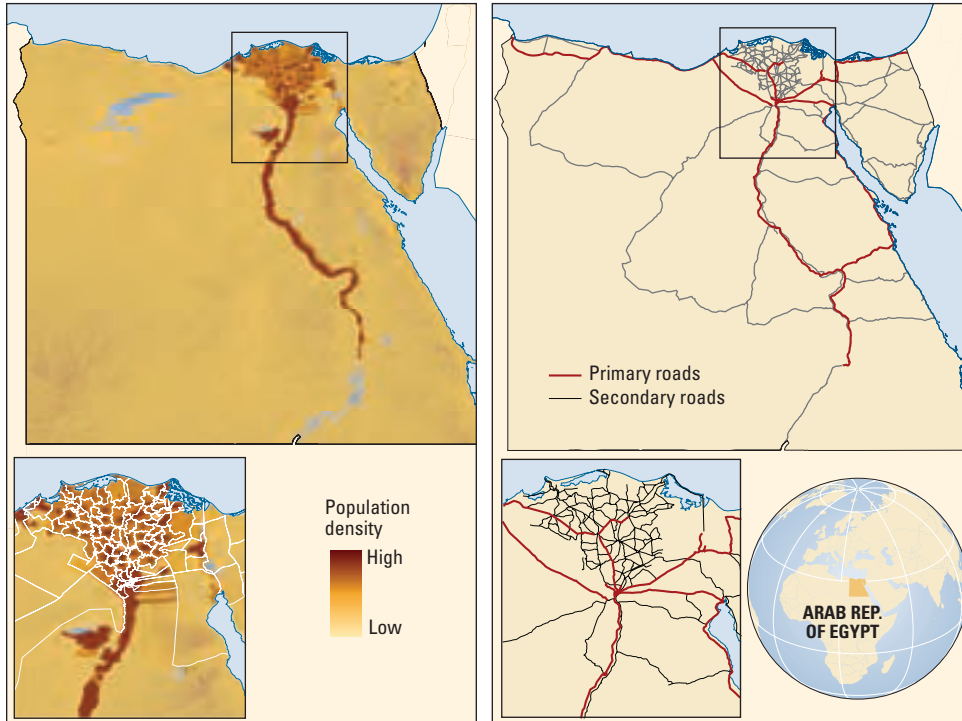 Primary roads
Secondary roads
Population
density
High
Low
ARAB REP.
OF EGYPT